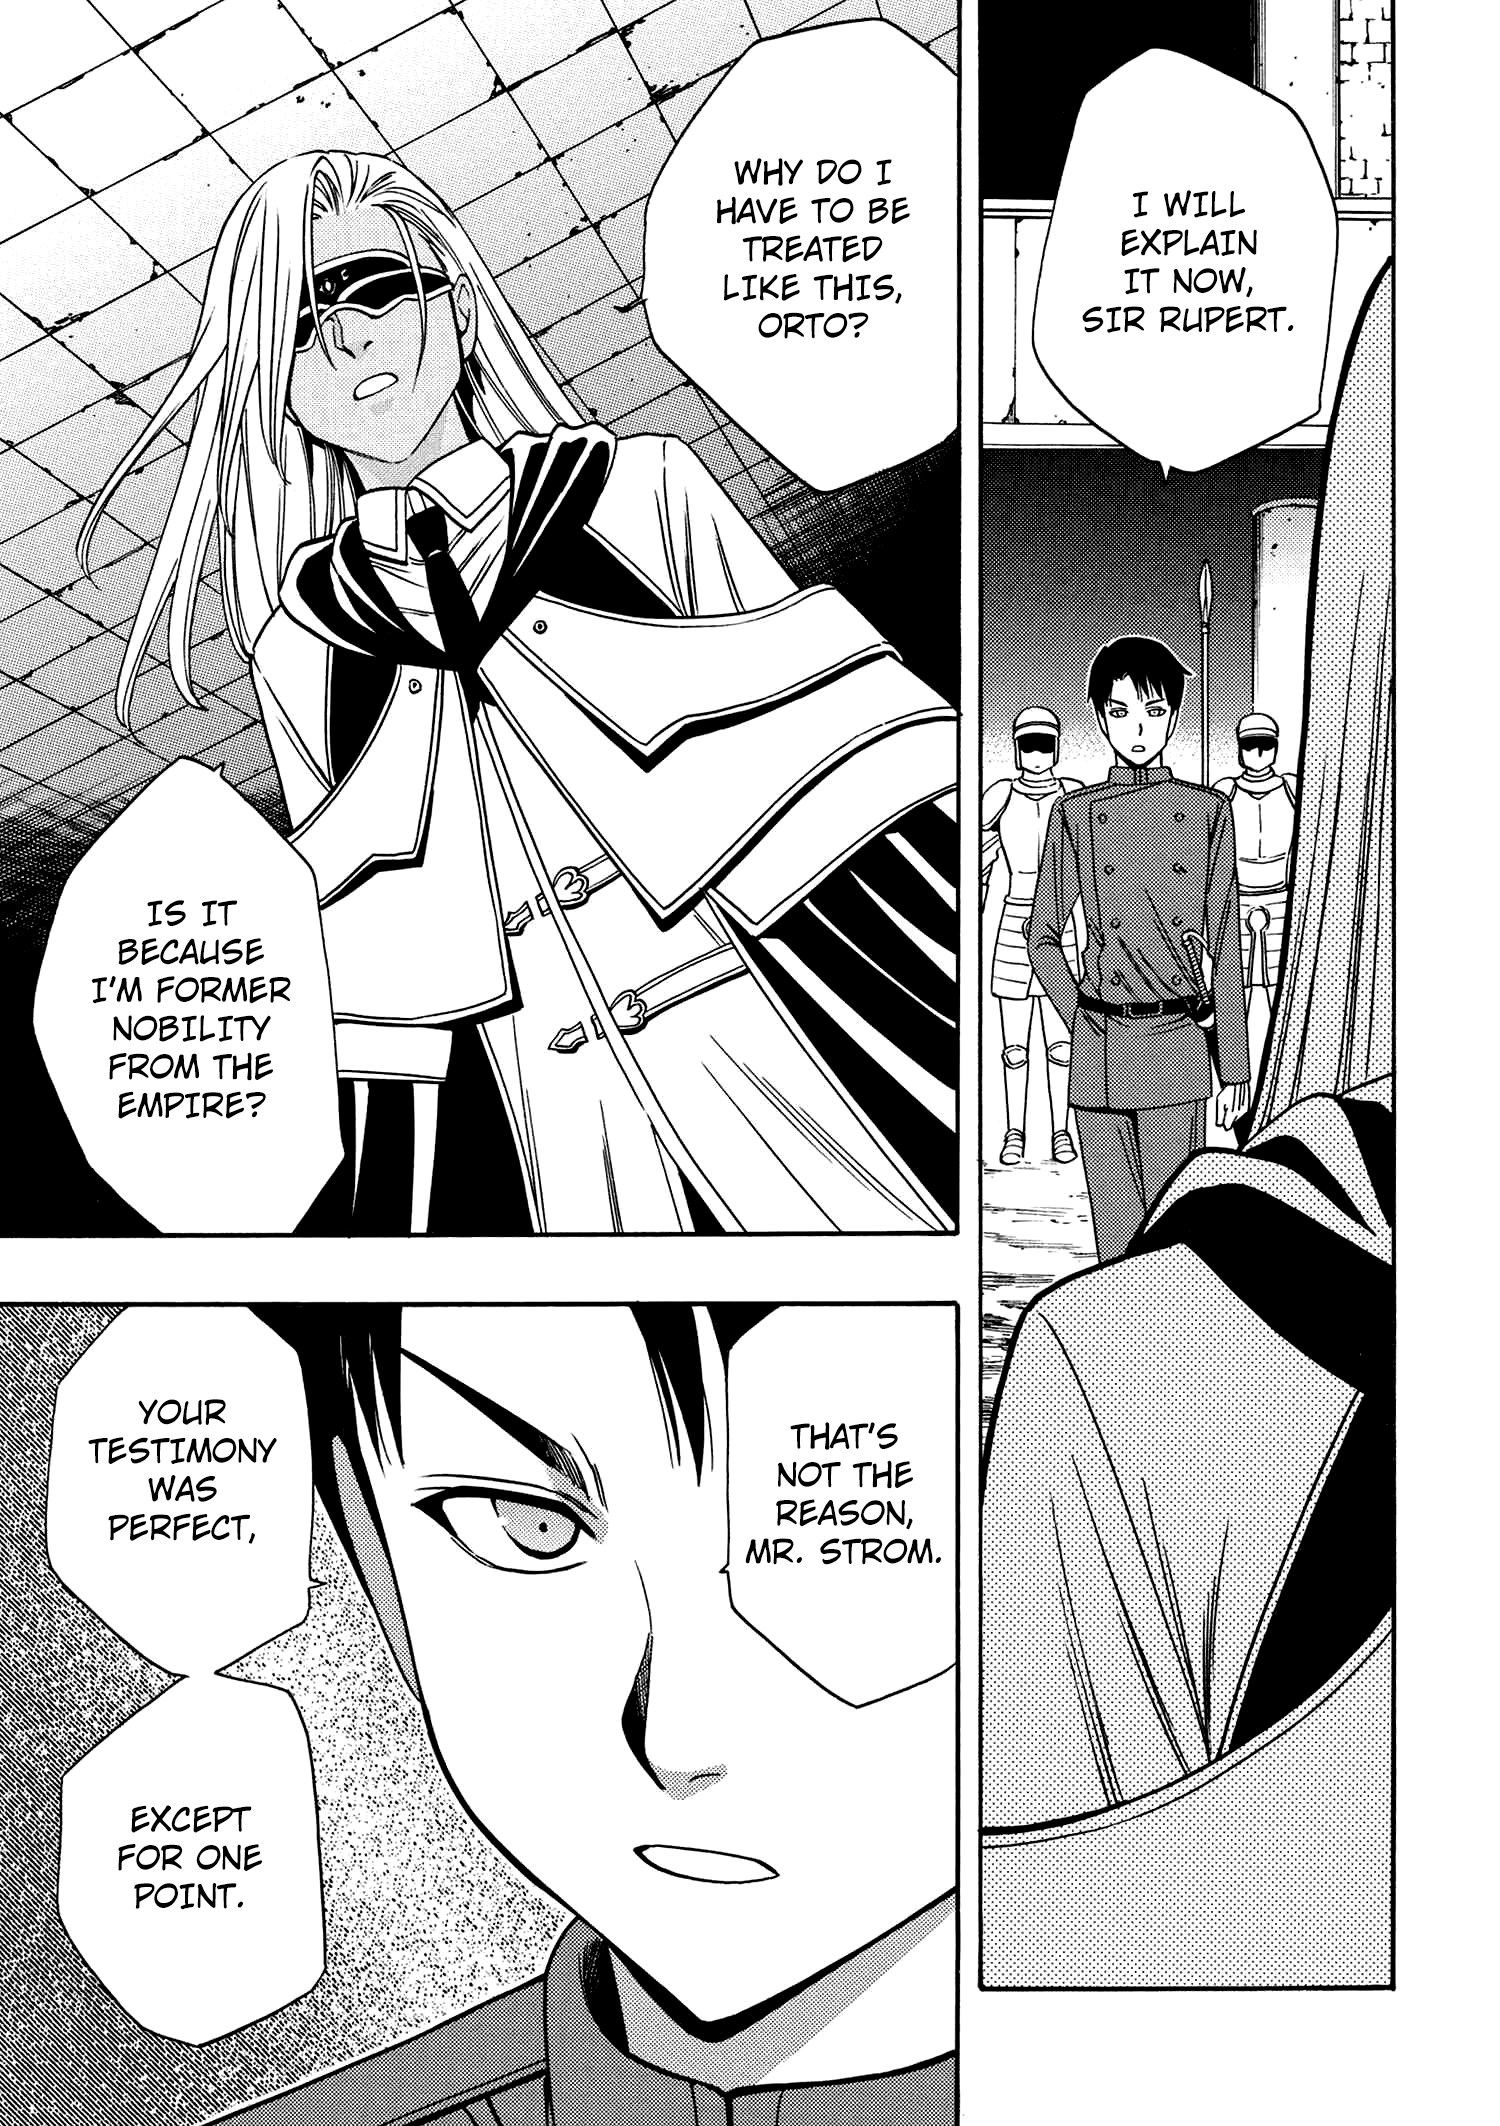 I WILL
EXPLAIN
IT NOW,
SIR RUPERT.
WHY DO I
HAVE TO BE
TREATED
LIKE THIS,
ORTO?
IS IT
BECAUSE
I'M FORMER
NOBILITY
FROM THE
EMPIRE?
THAT'S
NOT THE
REASON,
MR. STROM.
YOUR
TESTIMONY
WAS
PERFECT,
EXCEPT
FOR ONE
POINT.